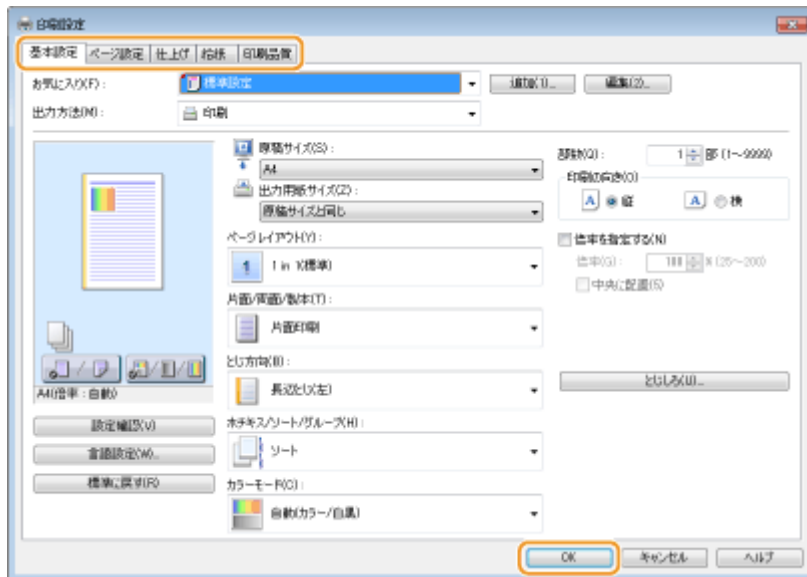 印刷設定
基本設定 ページ設定 仕上げ 給紙 印刷品質
お気に入り(F): 標準設定 追加(1)... 編集(2)...
出力方法(M): 印刷
原稿サイズ(S):
A4
出力用紙サイズ(Z):
原稿サイズと同じ
ページレイアウト(Y):
1 1 in 1(標準)
片面/両面/製本(T):
片面印刷
とじ方向(B):
長辺とじ(左)
ホチキス/ソート/グループ(H):
ソート
カラーモード(C):
自動(カラー/白黒)
A4(倍率:自動)
設定確認(V)
言語設定(W)...
標準に戻す(R)
部数(Q): 1 部 (1~9999)
印刷の向き(O)
A 縦 A 横
倍率を指定する(N)
倍率(G): 100 % (25~200)
中央に配置(5)
とじしろ(U)...
OK キャンセル ヘルプ